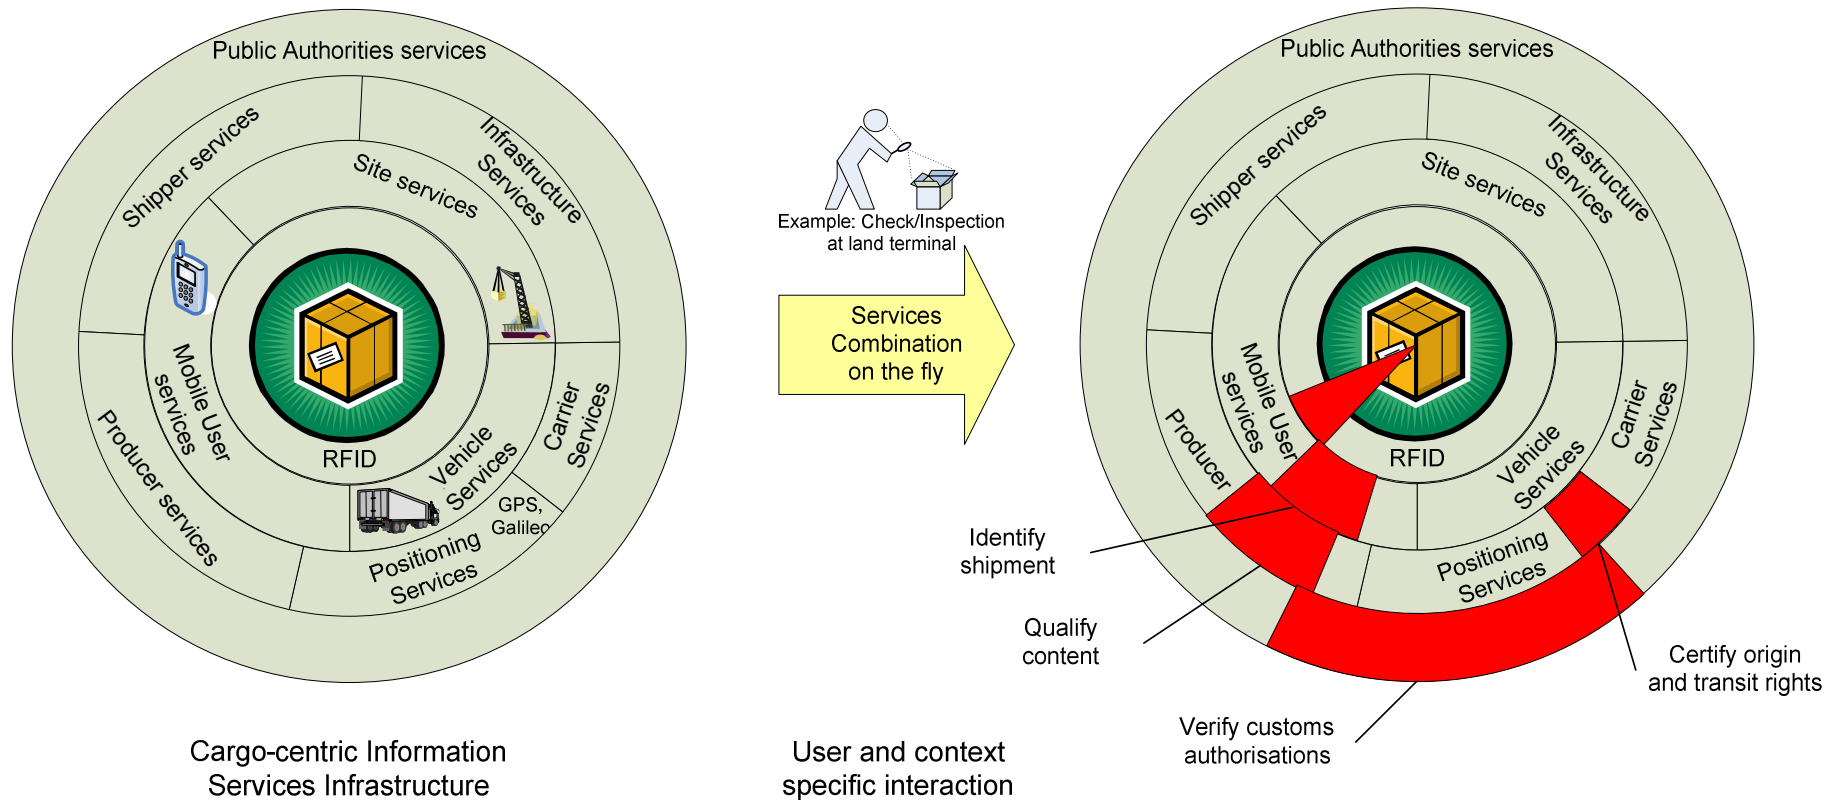 Public Authorities services
Shipper services
Infrastructure
Services
Site services
Mobile User
services
RFID
Vehicle
Services
Carrier
Services
GPS,
Galileo
Producer services
Positioning
Services
Cargo-centric Information
Services Infrastructure
Example: Check/Inspection
at land terminal
Services
Combination
on the fly
User and context
specific interaction
Public Authorities services
Shipper services
Infrastructure
Services
Site services
Mobile User
services
RFID
Vehicle
Services
Carrier
Services
Producer
Positioning
Services
Identify
shipment
Qualify
content
Verify customs
authorisations
Certify origin
and transit rights